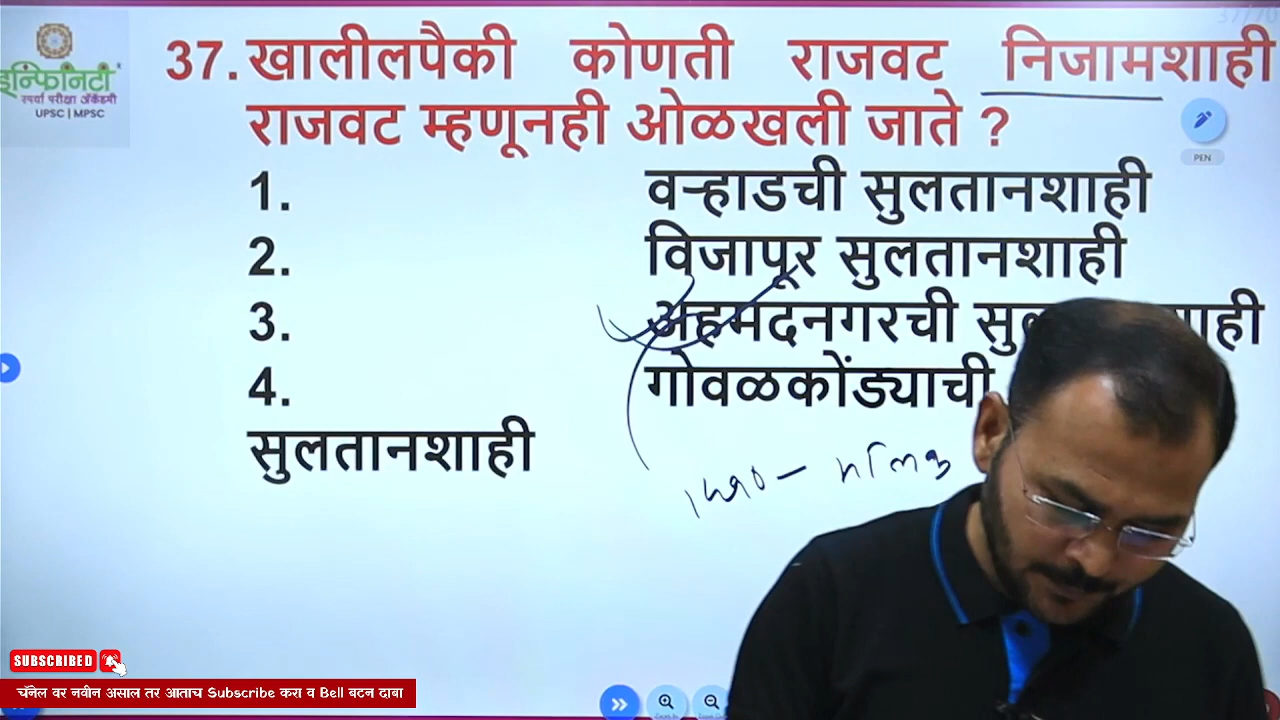 इन्फिनिटी
स्पर्धा परीक्षा अ‍ॅकॅडमी
UPSC | MPSC
37. खालीलपैकी कोणती राजवट निजामशाही
राजवट म्हणूनही ओळखली जाते ?
1. वऱ्हाडची सुलतानशाही
2. विजापूर सुलतानशाही
3. अहमदनगरची
4. गोवळकोंड्याची
सुलतानशाही
PEN
SUBSCRIBED
चॅनेल वर नवीन असाल तर आताच Subscribe करा व Bell बटन दाबा